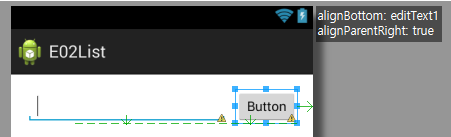 alignBottom: editText1
alignParentRight: true
E02List
Button